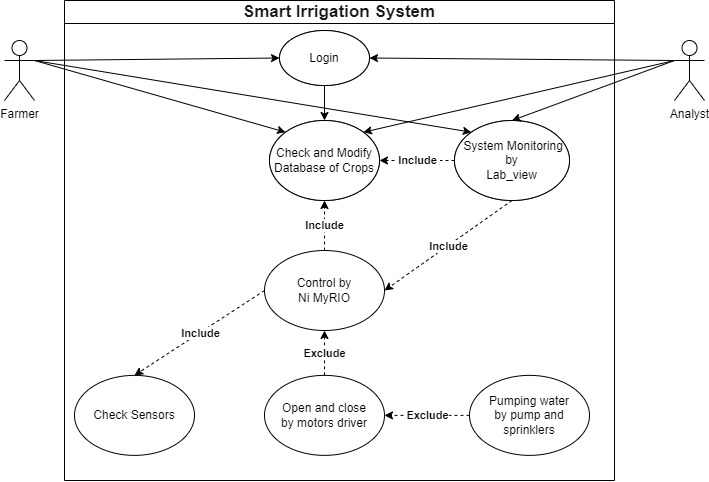 Smart Irrigation System
Login
Farmer
Analyst
Check and Modify
Database of Crops
Include
System Monitoring
by
Lab_view
Include
Include
Control by
Ni MyRIO
Include
Exclude
Check Sensors
Open and close
by motors driver
Exclude
Pumping water
by pump and
sprinklers